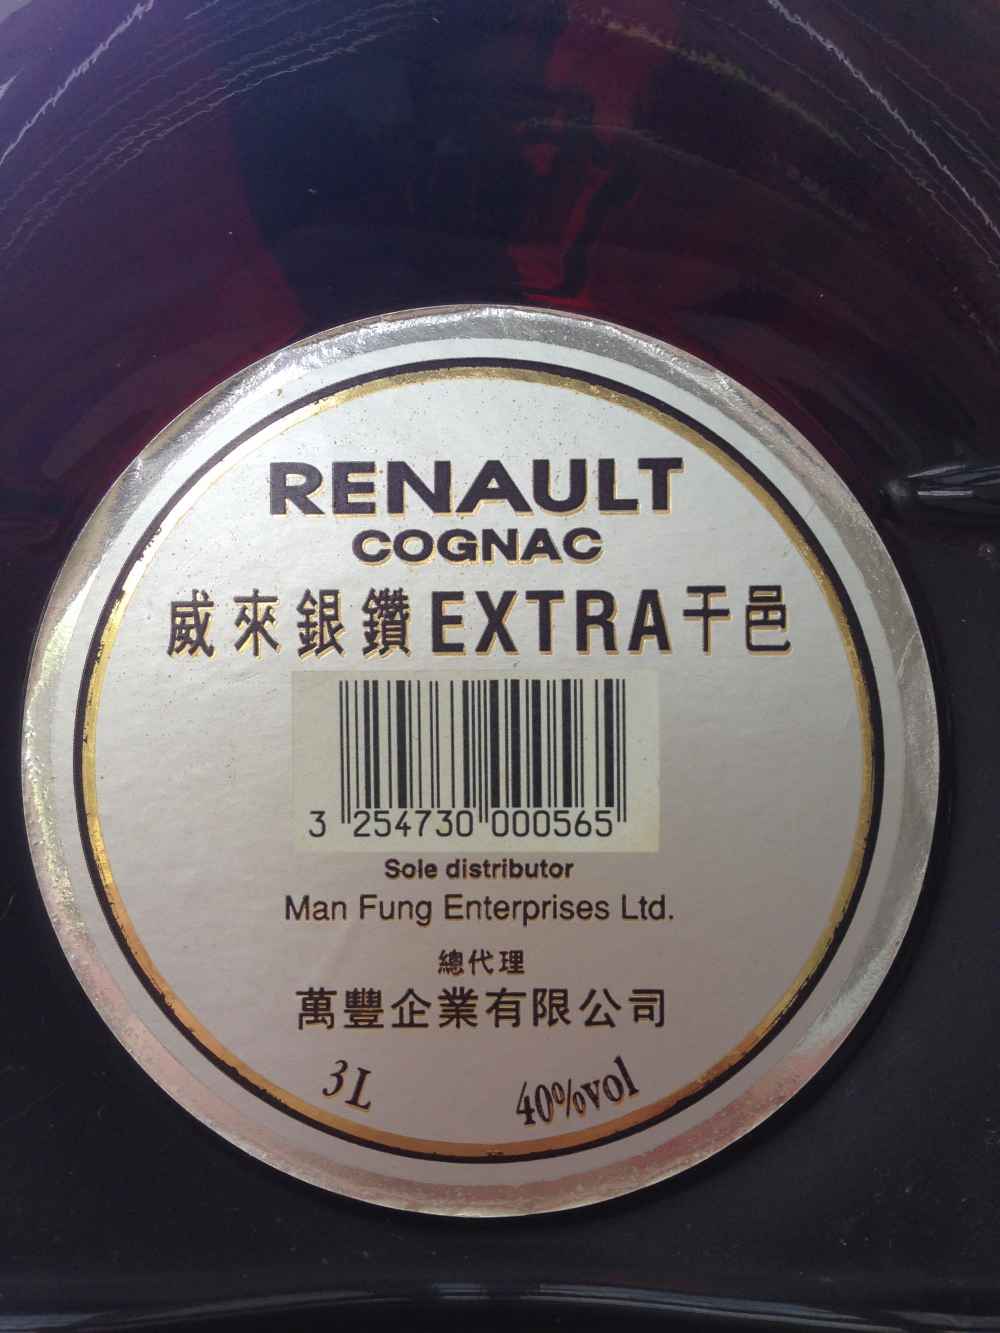 RENAULT
COGNAC
威來銀鑽EXTRA干邑
3 254730 000565
Sole distributor
Man Fung Enterprises Ltd.
總代理
萬豐企業有限公司
3L 40%vol